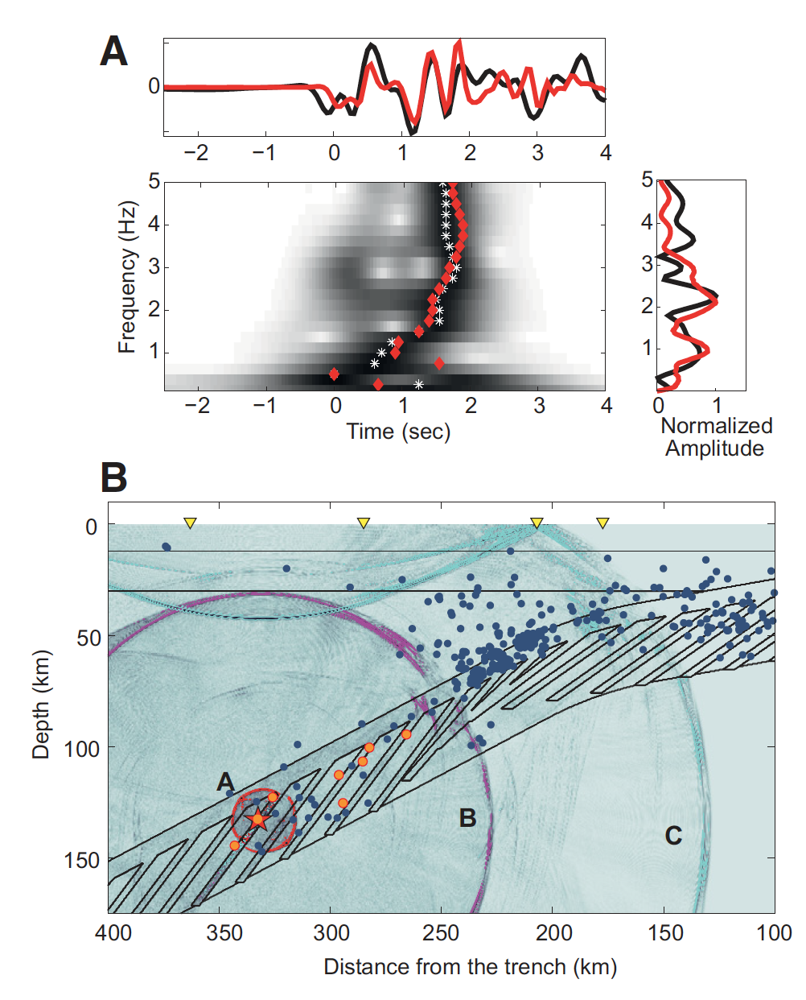 A
0
−2 −1 0 1 2 3 4
5
4
3
2
1
Frequency (Hz)
−2 −1 0 1 2 3 4
Time (sec)
5
4
3
2
1
0 1
Normalized
Amplitude
B
0
50
100
150
Depth (km)
A
B
C
400 350 300 250 200 150 100
Distance from the trench (km)